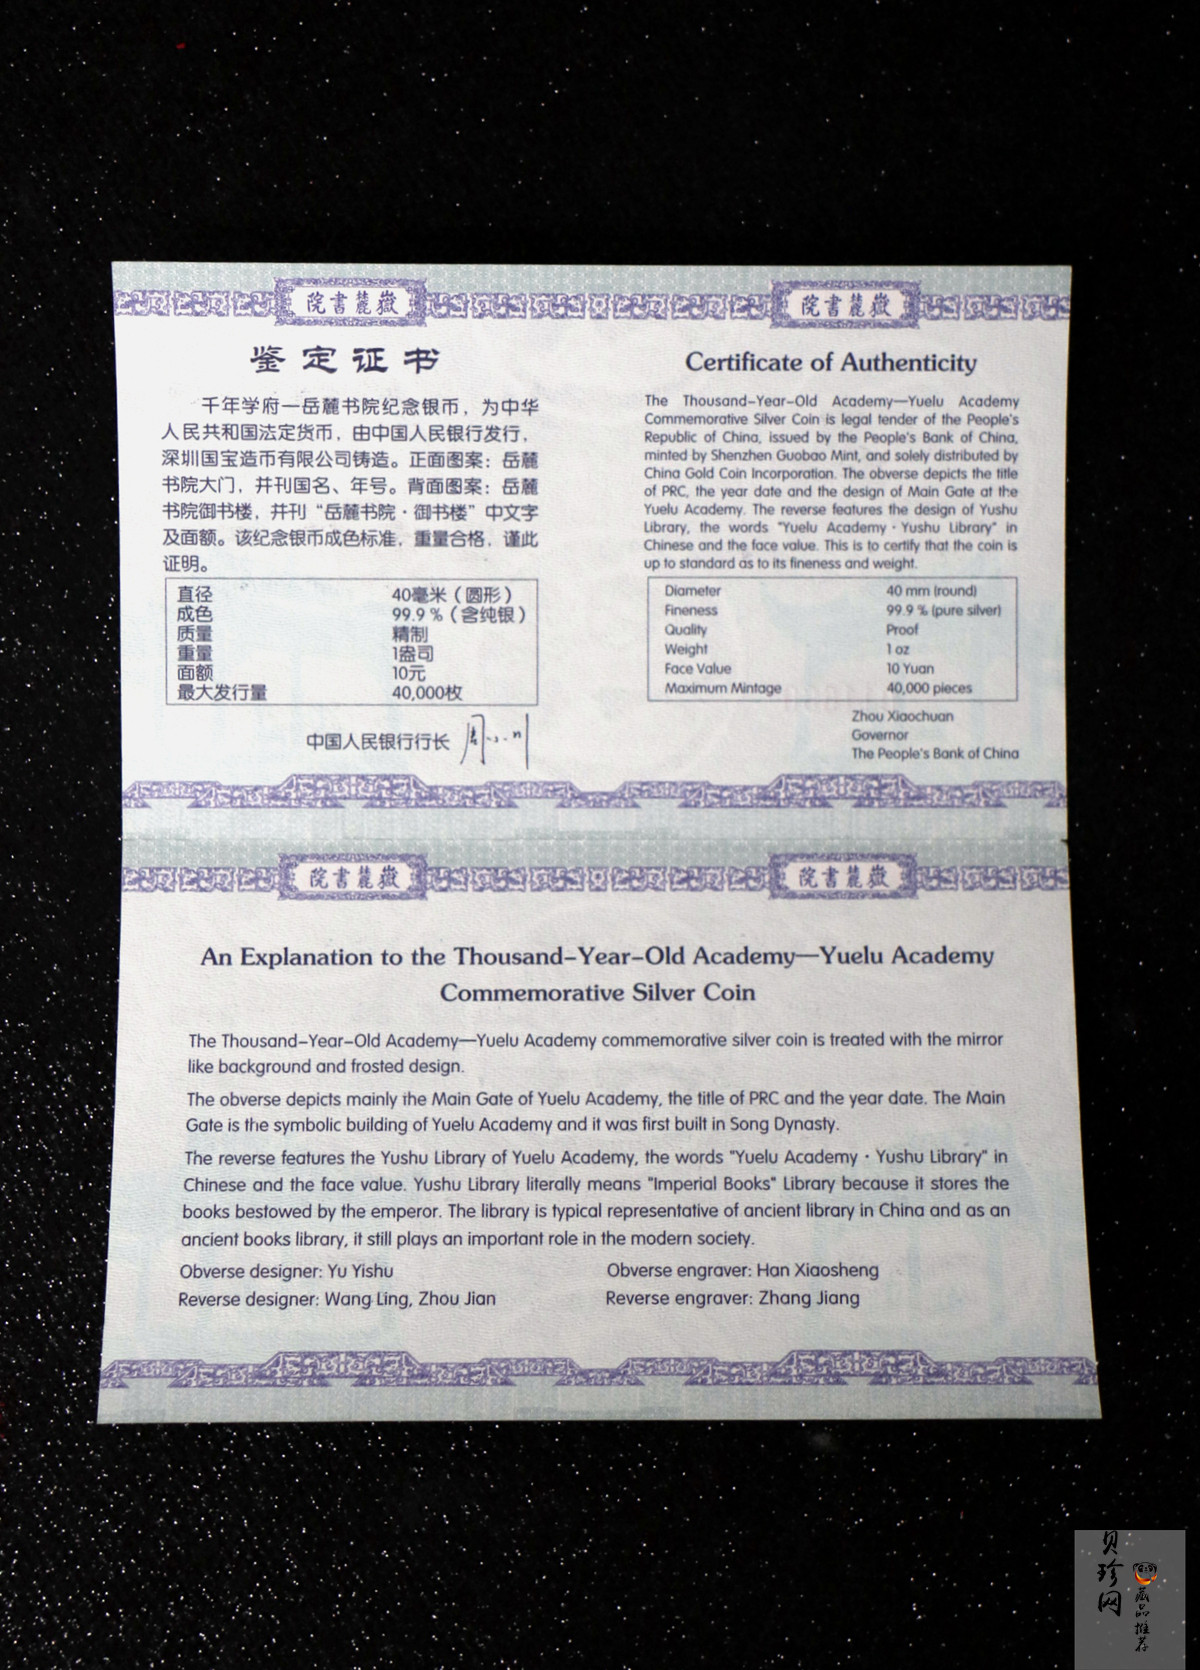 院書麓嶽
院書麓嶽
鉴定证书
千年学府—岳麓书院纪念银币，为中华
人民共和国法定货币，由中国人民银行发行，
深圳国宝造币有限公司铸造。正面图案：岳麓
书院大门，并刊国名、年号。背面图案：岳麓
书院御书楼，并刊“岳麓书院·御书楼”中文字
及面额。该纪念银币成色标准，重量合格，谨此
证明。
直径 40毫米（圆形）
成色 99.9 %（含纯银）
质量 精制
重量 1盎司
面额 10元
最大发行量 40,000枚
中国人民银行行长
Certificate of Authenticity
The Thousand-Year-Old Academy—Yuelu Academy
Commemorative Silver Coin is legal tender of the People's
Republic of China, issued by the People's Bank of China,
minted by Shenzhen Guobao Mint, and solely distributed by
China Gold Coin Incorporation. The obverse depicts the title
of PRC, the year date and the design of Main Gate at the
Yuelu Academy. The reverse features the design of Yushu
Library, the words "Yuelu Academy · Yushu Library" in
Chinese and the face value. This is to certify that the coin is
up to standard as to its fineness and weight.
Diameter 40 mm (round)
Fineness 99.9 % (pure silver)
Quality Proof
Weight 1 oz
Face Value 10 Yuan
Maximum Mintage 40,000 pieces
Zhou Xiaochuan
Governor
The People's Bank of China
院書麓嶽
院書麓嶽
An Explanation to the Thousand-Year-Old Academy—Yuelu Academy
Commemorative Silver Coin
The Thousand-Year-Old Academy—Yuelu Academy commemorative silver coin is treated with the mirror
like background and frosted design.
The obverse depicts mainly the Main Gate of Yuelu Academy, the title of PRC and the year date. The Main
Gate is the symbolic building of Yuelu Academy and it was first built in Song Dynasty.
The reverse features the Yushu Library of Yuelu Academy, the words "Yuelu Academy · Yushu Library" in
Chinese and the face value. Yushu Library literally means "Imperial Books" Library because it stores the
books bestowed by the emperor. The library is typical representative of ancient library in China and as an
ancient books library, it still plays an important role in the modern society.
Obverse designer: Yu Yishu Obverse engraver: Han Xiaosheng
Reverse designer: Wang Ling, Zhou Jian Reverse engraver: Zhang Jiang
贝珍网
藏品推荐